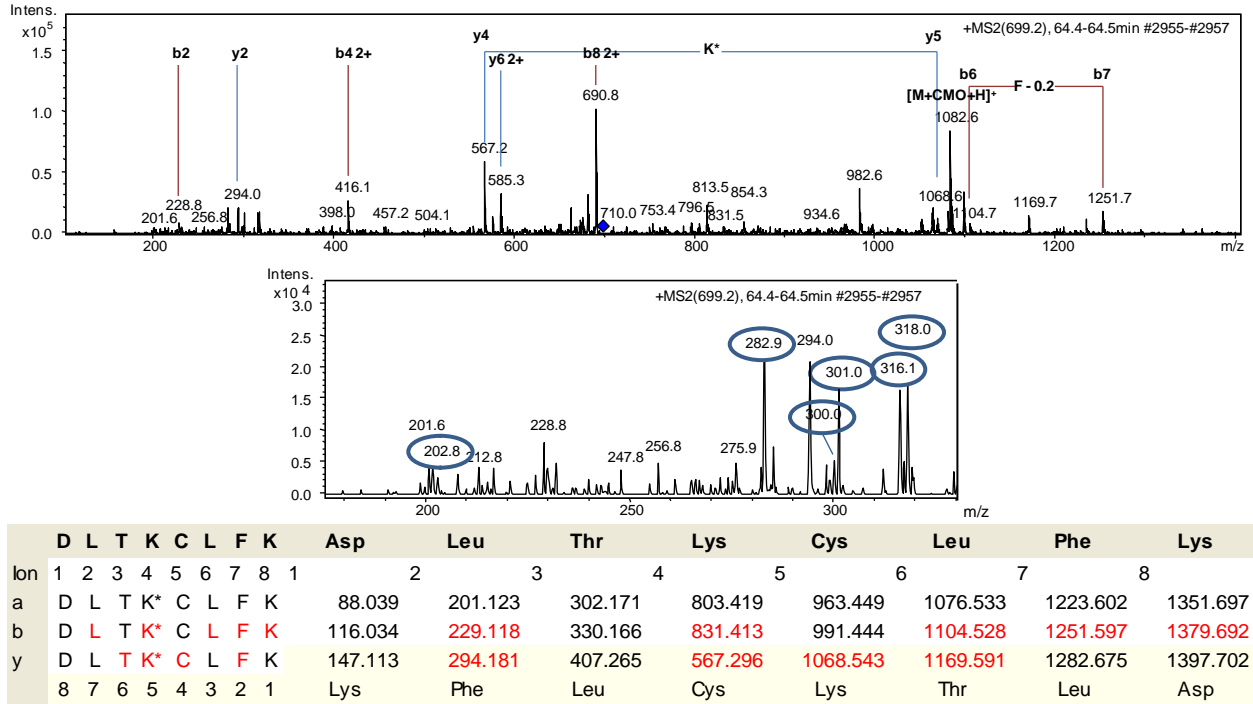 Intens.
x10⁵
+MS2(699.2), 64.4-64.5min #2955-#2957
1.5
1.0
0.5
0.0
b2
y2
b4 2+
y4
y6 2+
b8 2+
K*
y5
b6
F - 0.2
b7
[M+CMO+H]⁺
201.6
228.8
256.8
294.0
398.0
416.1
457.2
504.1
567.2
585.3
690.8
710.0
753.4
796.5
813.5
831.5
854.3
934.6
982.6
1068.6
1082.6
1104.7
1169.7
1251.7
200
400
600
800
1000
1200
m/z
Intens.
x10⁴
+MS2(699.2), 64.4-64.5min #2955-#2957
3.0
2.5
2.0
1.5
1.0
0.5
0.0
201.6
202.8
212.8
228.8
247.8
256.8
275.9
282.9
294.0
300.0
301.0
316.1
318.0
200
250
300
m/z
D L T K C L F K Asp Leu Thr Lys Cys Leu Phe Lys
Ion 1 2 3 4 5 6 7 8 1 2 3 4 5 6 7 8
a D L T K* C L F K 88.039 201.123 302.171 803.419 963.449 1076.533 1223.602 1351.697
b D L T K* C L F K 116.034 229.118 330.166 831.413 991.444 1104.528 1251.597 1379.692
y D L T K* C L F K 147.113 294.181 407.265 567.296 1068.543 1169.591 1282.675 1397.702
8 7 6 5 4 3 2 1 Lys Phe Leu Cys Lys Thr Leu Asp